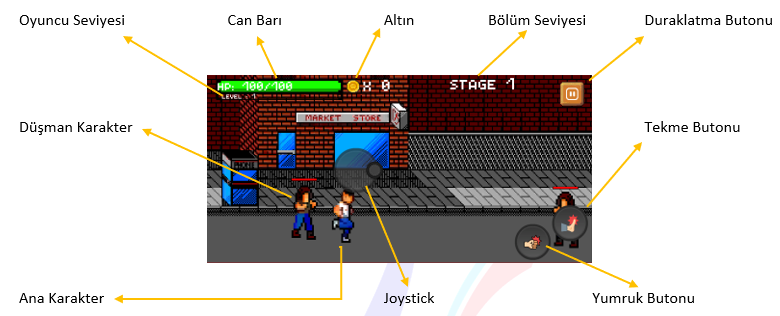 Oyuncu Seviyesi
Can Barı
Altın
Bölüm Seviyesi
Duraklatma Butonu
HP: 100/100
X 0
STAGE 1
LEVEL : 1
MARKET STORE
Düşman Karakter
Tekme Butonu
Ana Karakter
Joystick
Yumruk Butonu